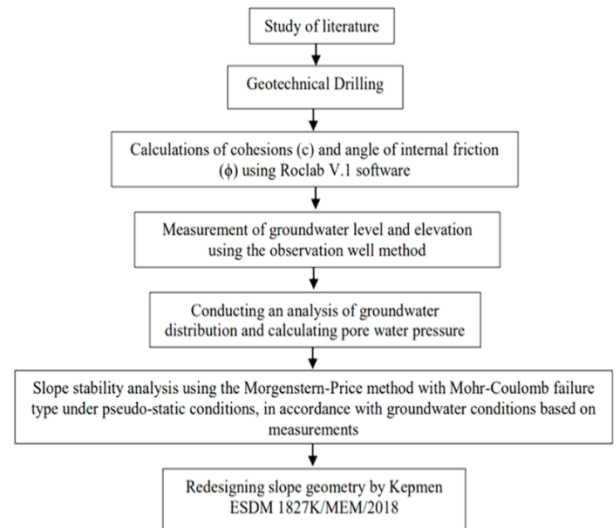 Study of literature
Geotechnical Drilling
Calculations of cohesions (c) and angle of internal friction
(ϕ) using Roclab V.1 software
Measurement of groundwater level and elevation
using the observation well method
Conducting an analysis of groundwater
distribution and calculating pore water pressure
Slope stability analysis using the Morgenstern-Price method with Mohr-Coulomb failure
type under pseudo-static conditions, in accordance with groundwater conditions based on
measurements
Redesigning slope geometry by Kepmen
ESDM 1827K/MEM/2018